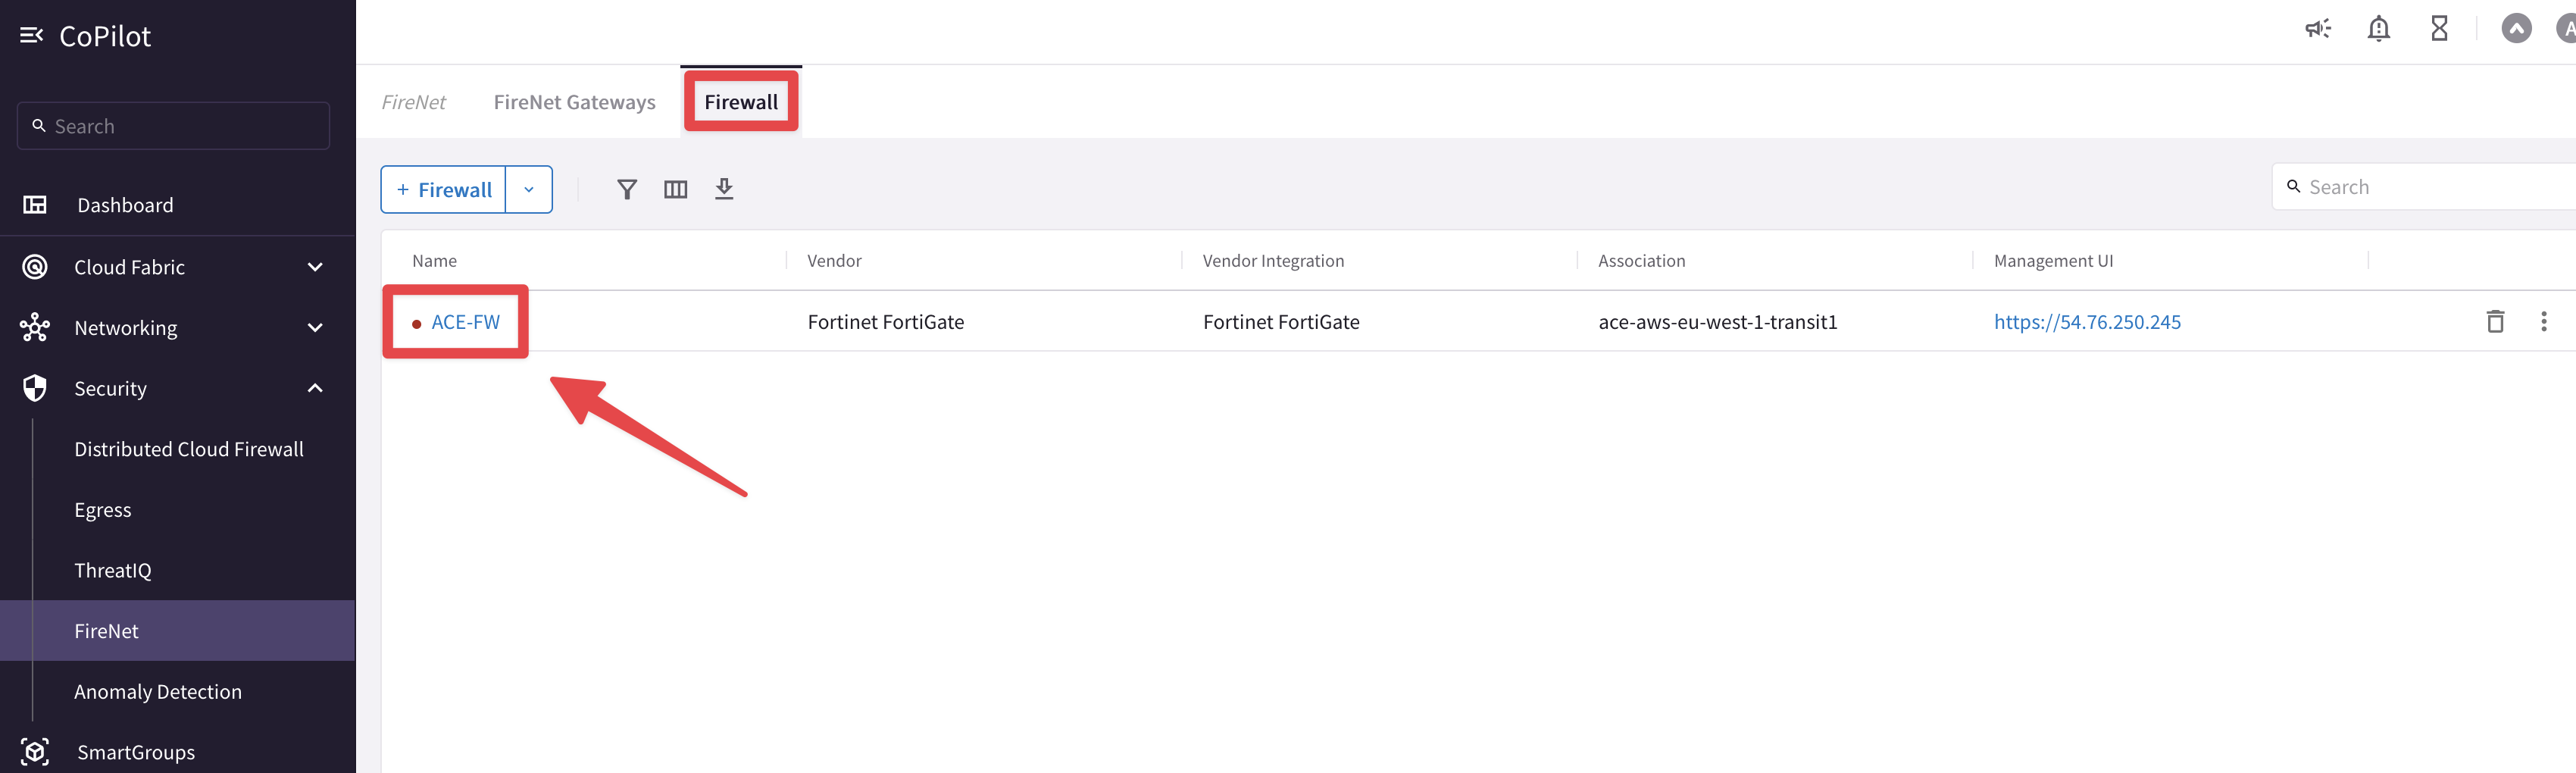 CoPilot
Search
Dashboard
Cloud Fabric
Networking
Security
Distributed Cloud Firewall
Egress
ThreatIQ
FireNet
Anomaly Detection
SmartGroups
A
FireNet FireNet Gateways Firewall
+ Firewall
Search
Name Vendor Vendor Integration Association Management UI
ACE-FW Fortinet FortiGate Fortinet FortiGate ace-aws-eu-west-1-transit1 https://54.76.250.245